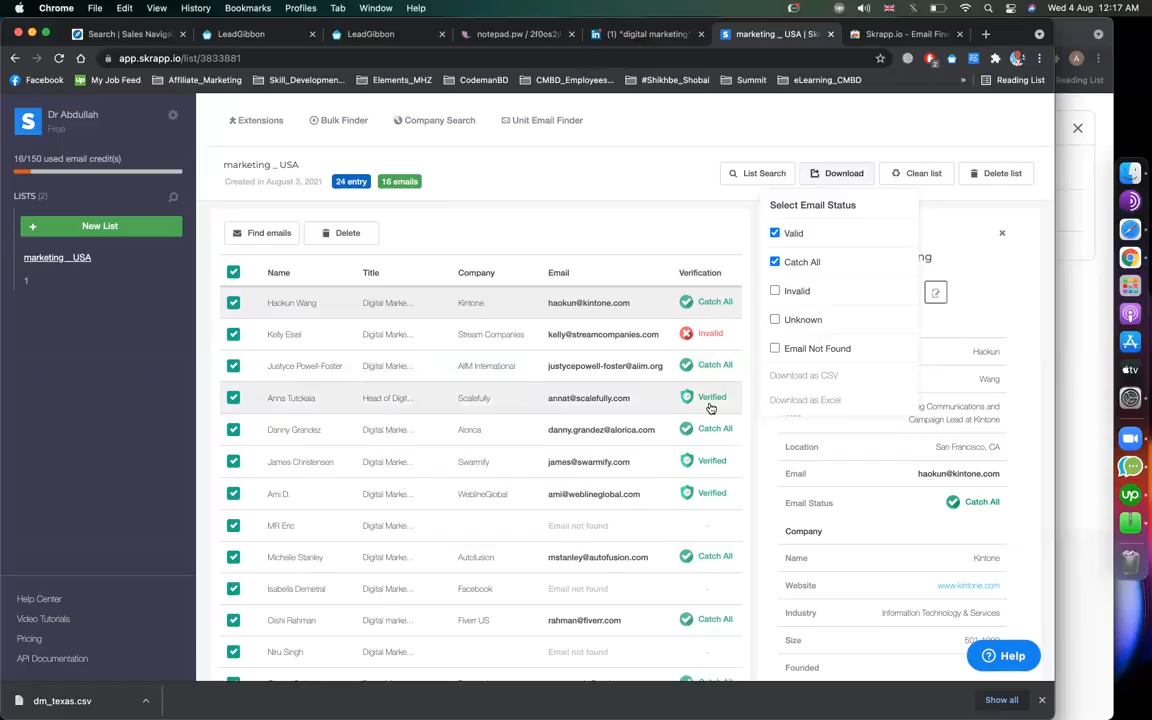 Chrome File Edit View History Bookmarks Profiles Tab Window Help Wed 4 Aug 12:17 AM
Search | Sales Naviga LeadGibbon LeadGibbon notepad.pw / 2f0os2j ("digital marketing" marketing _ USA | Sk Skrapp.io - Email Fin
app.skrapp.io/list/3833881
Facebook My Job Feed Affiliate_Marketing Skill_Developmen... Elements_MHZ CodemanBD CMBD_Employees... #Shikhbe_Shobai Summit eLearning_CMBD » Reading List Reading List
S Dr Abdullah
Free
16/150 used email credit(s)
LISTS (2)
+ New List
marketing _ USA
1
Help Center
Video Tutorials
Pricing
API Documentation
Extensions Bulk Finder Company Search Unit Email Finder
marketing _ USA
Created in August 3, 2021 24 entry 16 emails
List Search Download Clean list Delete list
Find emails Delete
Name Title Company Email Verification
Haokun Wang Digital Marke... Kintone haokun@kintone.com Catch All
Kelly Eisel Digital Marke... Stream Companies kelly@streamcompanies.com Invalid
Justyce Powell-Foster Digital Marke... AIIM International justycepowell-foster@aiim.org Catch All
Anna Tutckaia Head of Digit... Scalefully annat@scalefully.com Verified
Danny Grandez Digital Marke... Alorica danny.grandez@alorica.com Catch All
James Christensen Digital Marke... Swarmify james@swarmify.com Verified
Ami D. Digital Marke... WeblineGlobal ami@weblineglobal.com Verified
MR Eric Digital Marke... Email not found -
Michelle Stanley Digital Marke... Autofusion mstanley@autofusion.com Catch All
Isabella Demetral Digital Marke... Facebook Email not found -
Oishi Rahman Digital marke... Fiverr US rahman@fiverr.com Catch All
Niru Singh Digital Marke... Email not found -
Select Email Status
Valid
Catch All
Invalid
Unknown
Email Not Found
Download as CSV
Download as Excel
ng
Haokun
Wang
ng Communications and
Campaign Lead at Kintone
Location San Francisco, CA
Email haokun@kintone.com
Email Status Catch All
Company
Name Kintone
Website www.kintone.com
Industry Information Technology & Services
Size
Founded
Help
dm_texas.csv Show all